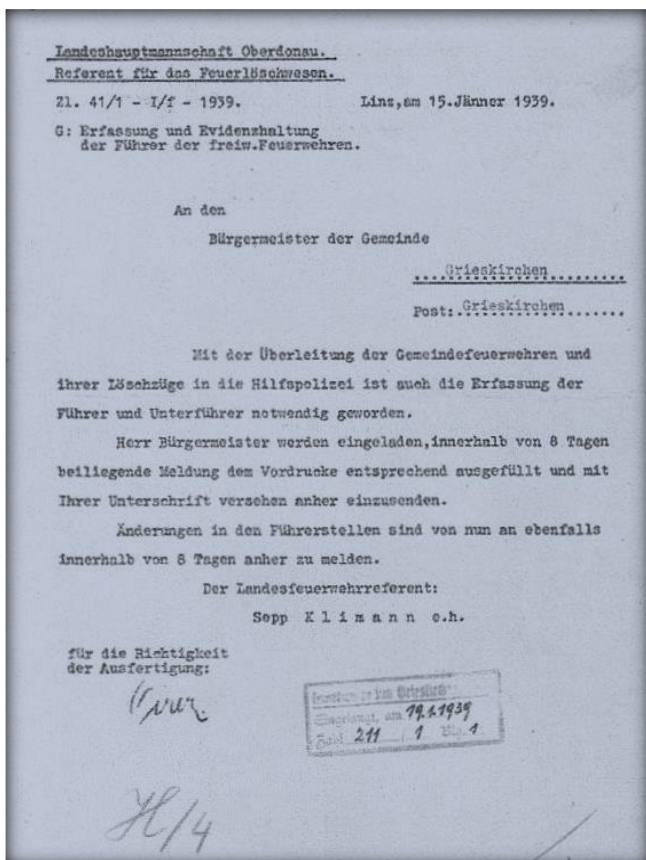 Landeshauptmannschaft Oberdonau.
Referent für das Feuerlöschwesen.
Zl. 41/1 - I/f - 1939.
Linz,am 15.Jänner 1939.
G: Erfassung und Evidenzhaltung
der Führer der freiw.Feuerwehren.
An den
Bürgermeister der Gemeinde
....Grieskirchen.........
Post:.Grieskirchen......
Mit der Überleitung der Gemeindefeuerwehren und
ihrer Löschzüge in die Hilfspolizei ist auch die Erfassung der
Führer und Unterführer notwendig geworden.
Herr Bürgermeister werden eingeladen,innerhalb von 8 Tagen
beiliegende Meldung dem Vordrucke entsprechend ausgefüllt und mit
Ihrer Unterschrift versehen anher einzusenden.
Änderungen in den Führerstellen sind von nun an ebenfalls
innerhalb von 8 Tagen anher zu melden.
Der Landesfeuerwehrreferent:
Sepp K l i m a n n e.h.
für die Richtigkeit
der Ausfertigung:
Eingelangt, am 19.1.1939
Zahl 211 / 1 Blg. 1
H/4